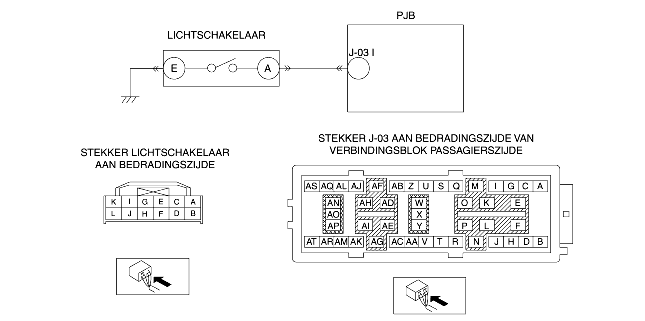 PJB
LICHTSCHAKELAAR
J-03 I
E A
STEKKER LICHTSCHAKELAAR
AAN BEDRADINGSZIJDE
STEKKER J-03 AAN BEDRADINGSZIJDE VAN
VERBINDINGSBLOK PASSAGIERSZIJDE
K I G E C A
L J H F D B
AS AQ AL AJ AF AB Z U S Q M I G C A
AN AH AD W O K E
AO X
AP AI AE Y P L F
AT AR AM AK AG AC AA V T R N J H D B